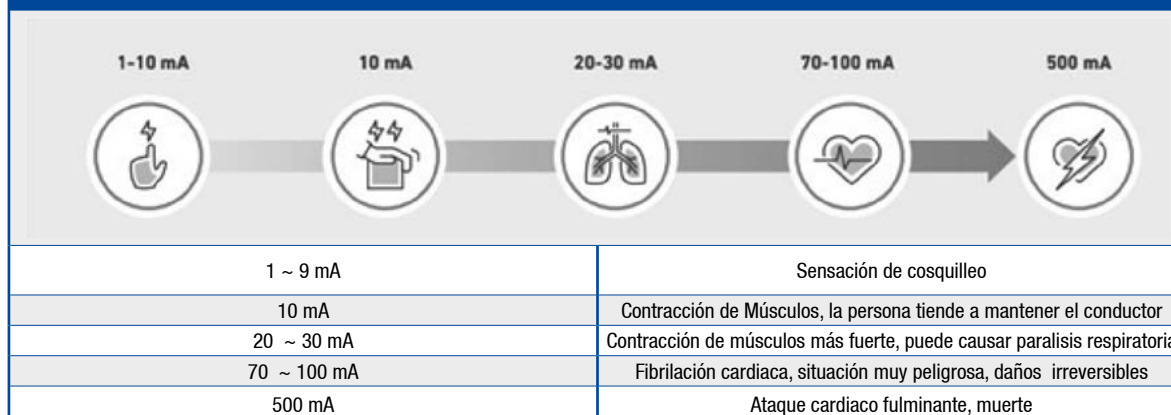 1-10 mA 10 mA 20-30 mA 70-100 mA 500 mA
1 ~ 9 mA Sensación de cosquilleo
10 mA Contracción de Músculos, la persona tiende a mantener el conductor
20 ~ 30 mA Contracción de músculos más fuerte, puede causar paralisis respiratoria
70 ~ 100 mA Fibrilación cardiaca, situación muy peligrosa, daños irreversibles
500 mA Ataque cardiaco fulminante, muerte